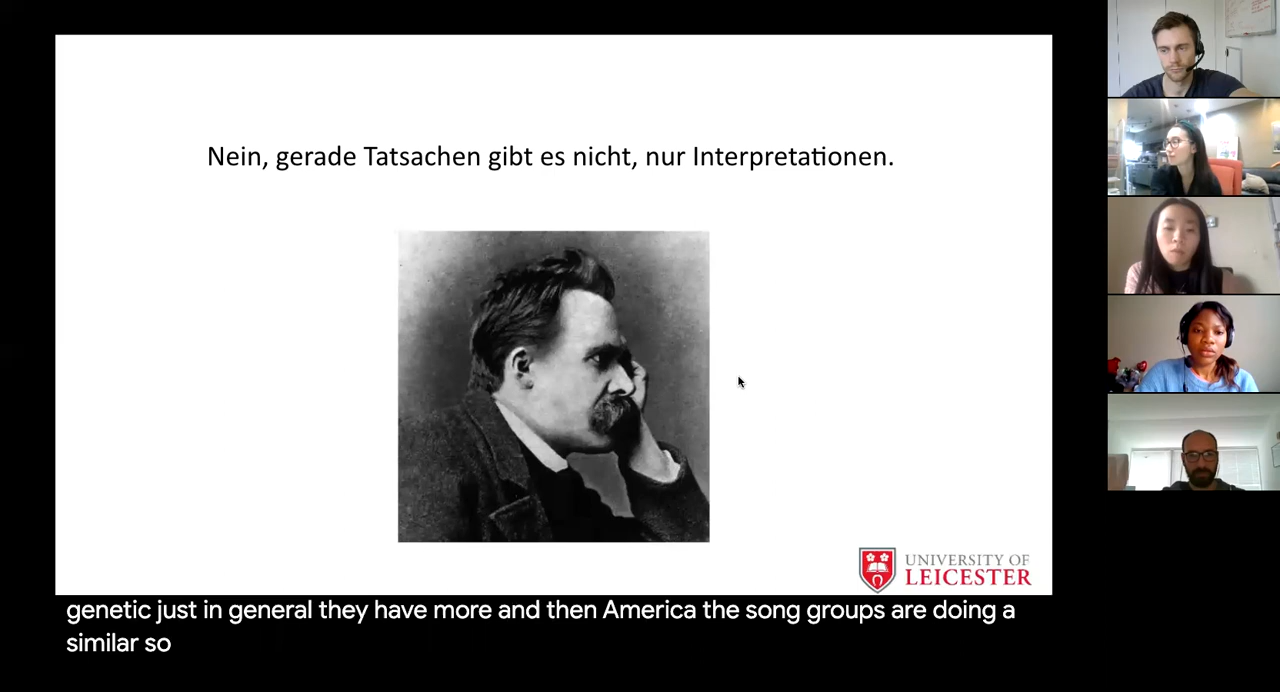 Nein, gerade Tatsachen gibt es nicht, nur Interpretationen.
UNIVERSITY OF
LEICESTER
genetic just in general they have more and then America the song groups are doing a
similar so